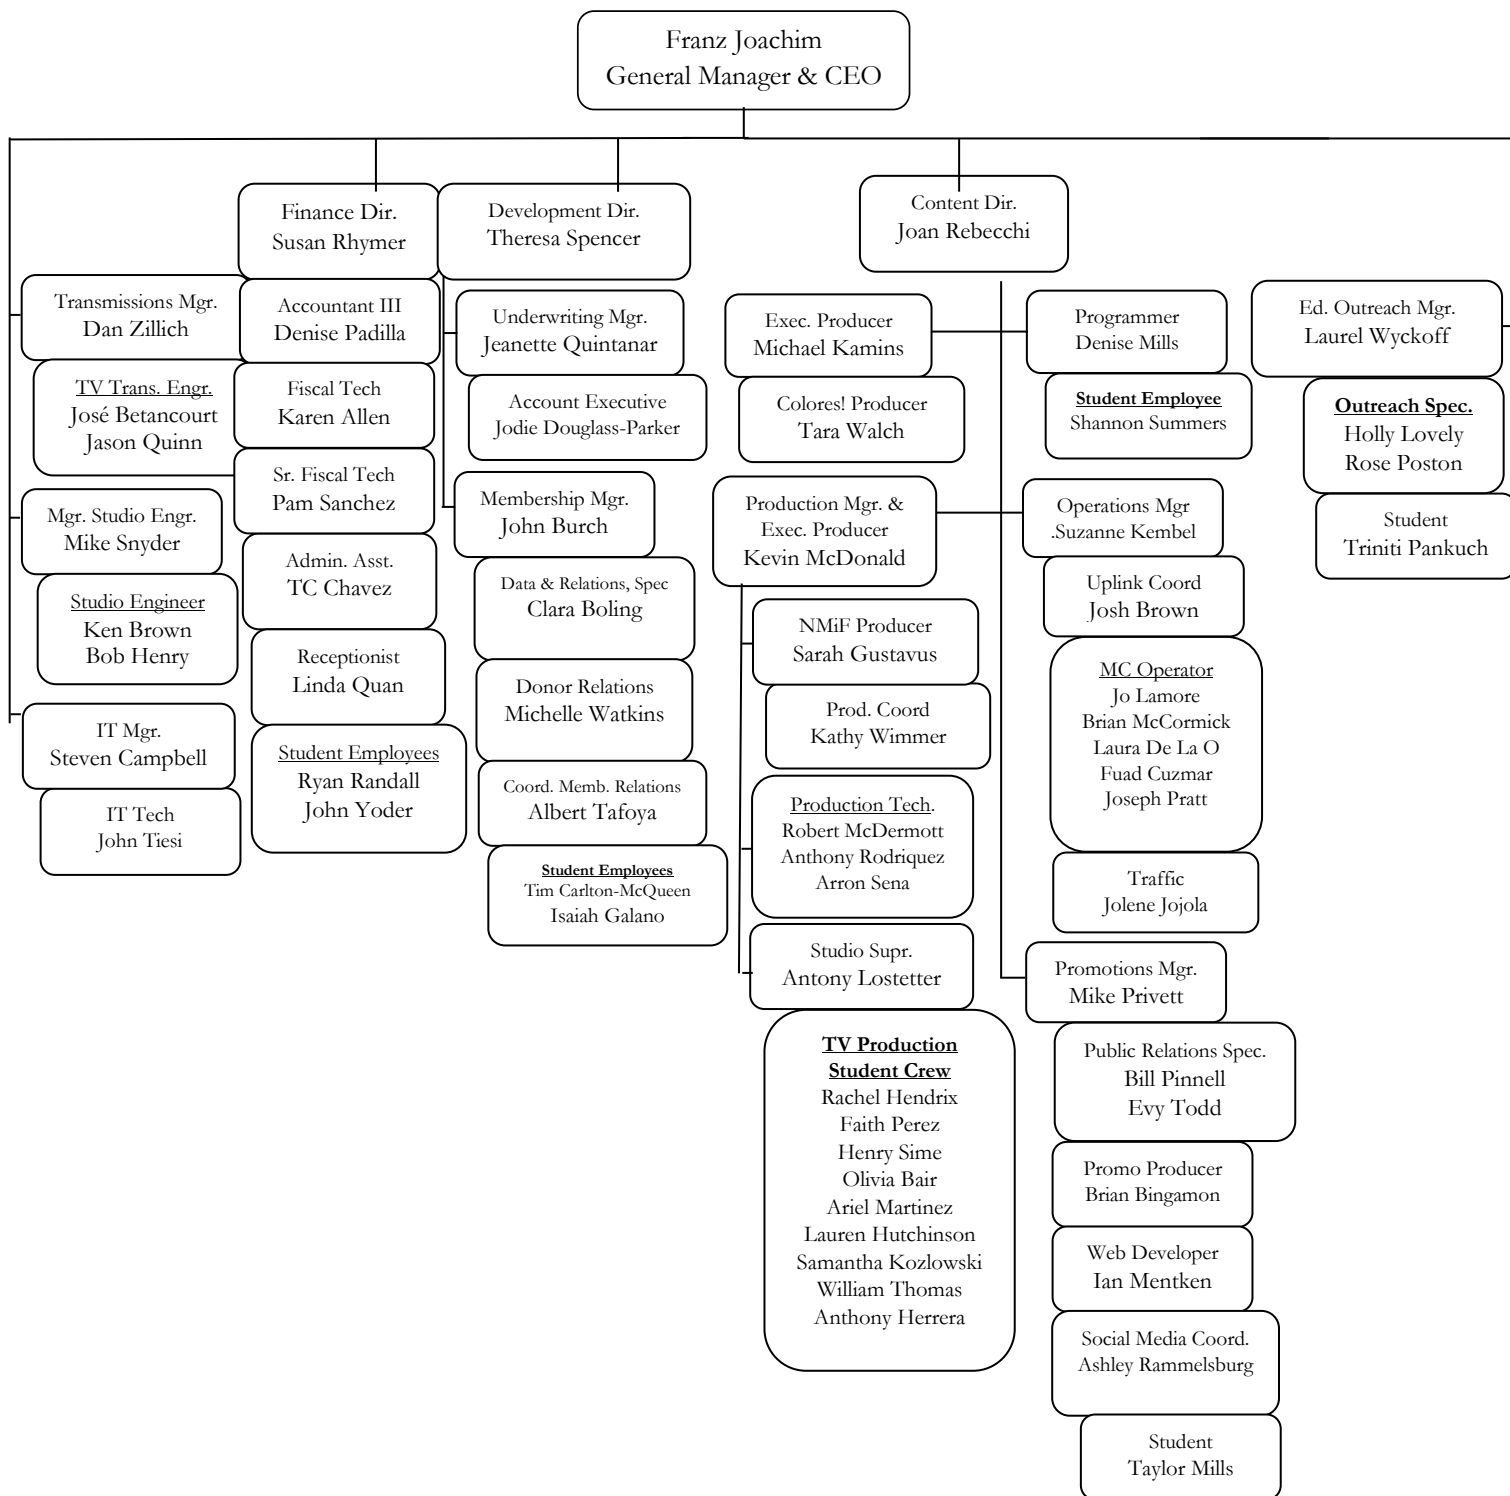 Franz Joachim
General Manager & CEO
Finance Dir.
Susan Rhymer
Development Dir.
Theresa Spencer
Content Dir.
Joan Rebecchi
Transmissions Mgr.
Dan Zillich
TV Trans. Engr.
José Betancourt
Jason Quinn
Mgr. Studio Engr.
Mike Snyder
Studio Engineer
Ken Brown
Bob Henry
IT Mgr.
Steven Campbell
IT Tech
John Tiesi
Accountant III
Denise Padilla
Fiscal Tech
Karen Allen
Sr. Fiscal Tech
Pam Sanchez
Admin. Asst.
TC Chavez
Receptionist
Linda Quan
Student Employees
Ryan Randall
John Yoder
Underwriting Mgr.
Jeanette Quintanar
Account Executive
Jodie Douglass-Parker
Membership Mgr.
John Burch
Data & Relations, Spec
Clara Boling
Donor Relations
Michelle Watkins
Coord. Memb. Relations
Albert Tafoya
Student Employees
Tim Carlton-McQueen
Isaiah Galano
Exec. Producer
Michael Kamins
Colores! Producer
Tara Walch
Production Mgr. &
Exec. Producer
Kevin McDonald
NMiF Producer
Sarah Gustavus
Prod. Coord
Kathy Wimmer
Production Tech.
Robert McDermott
Anthony Rodriquez
Arron Sena
Studio Supr.
Antony Lostetter
TV Production
Student Crew
Rachel Hendrix
Faith Perez
Henry Sime
Olivia Bair
Ariel Martinez
Lauren Hutchinson
Samantha Kozlowski
William Thomas
Anthony Herrera
Programmer
Denise Mills
Student Employee
Shannon Summers
Operations Mgr
.Suzanne Kembel
Uplink Coord
Josh Brown
MC Operator
Jo Lamore
Brian McCormick
Laura De La O
Fuad Cuzmar
Joseph Pratt
Traffic
Jolene Jojola
Promotions Mgr.
Mike Privett
Public Relations Spec.
Bill Pinnell
Evy Todd
Promo Producer
Brian Bingamon
Web Developer
Ian Mentken
Social Media Coord.
Ashley Rammelsburg
Student
Taylor Mills
Ed. Outreach Mgr.
Laurel Wyckoff
Outreach Spec.
Holly Lovely
Rose Poston
Student
Triniti Pankuch